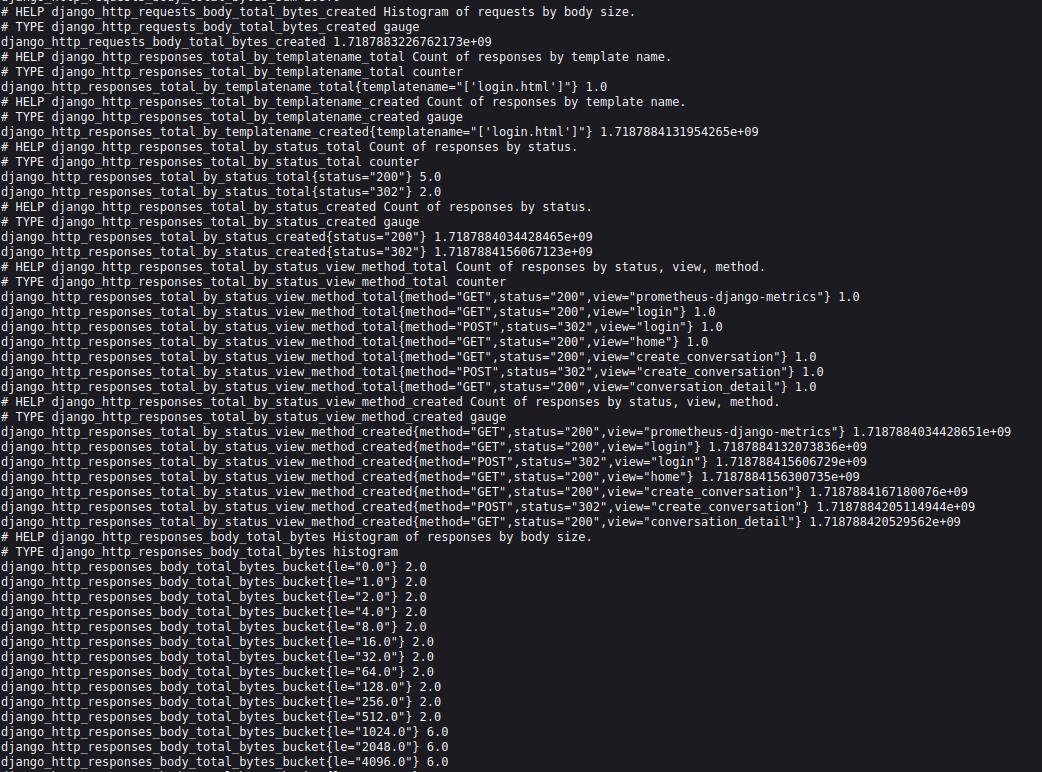 # HELP django_http_requests_body_total_bytes_created Histogram of requests by body size.
# TYPE django_http_requests_body_total_bytes_created gauge
django_http_requests_body_total_bytes_created 1.7187883226762173e+09
# HELP django_http_responses_total_by_templatename_total Count of responses by template name.
# TYPE django_http_responses_total_by_templatename_total counter
django_http_responses_total_by_templatename_total{templatename="['login.html']"} 1.0
# HELP django_http_responses_total_by_templatename_created Count of responses by template name.
# TYPE django_http_responses_total_by_templatename_created gauge
django_http_responses_total_by_templatename_created{templatename="['login.html']"} 1.7187884131954265e+09
# HELP django_http_responses_total_by_status_total Count of responses by status.
# TYPE django_http_responses_total_by_status_total counter
django_http_responses_total_by_status_total{status="200"} 5.0
django_http_responses_total_by_status_total{status="302"} 2.0
# HELP django_http_responses_total_by_status_created Count of responses by status.
# TYPE django_http_responses_total_by_status_created gauge
django_http_responses_total_by_status_created{status="200"} 1.7187884034428465e+09
django_http_responses_total_by_status_created{status="302"} 1.7187884156067123e+09
# HELP django_http_responses_total_by_status_view_method_total Count of responses by status, view, method.
# TYPE django_http_responses_total_by_status_view_method_total counter
django_http_responses_total_by_status_view_method_total{method="GET",status="200",view="prometheus-django-metrics"} 1.0
django_http_responses_total_by_status_view_method_total{method="GET",status="200",view="login"} 1.0
django_http_responses_total_by_status_view_method_total{method="POST",status="302",view="login"} 1.0
django_http_responses_total_by_status_view_method_total{method="GET",status="200",view="home"} 1.0
django_http_responses_total_by_status_view_method_total{method="GET",status="200",view="create_conversation"} 1.0
django_http_responses_total_by_status_view_method_total{method="POST",status="302",view="create_conversation"} 1.0
django_http_responses_total_by_status_view_method_total{method="GET",status="200",view="conversation_detail"} 1.0
# HELP django_http_responses_total_by_status_view_method_created Count of responses by status, view, method.
# TYPE django_http_responses_total_by_status_view_method_created gauge
django_http_responses_total_by_status_view_method_created{method="GET",status="200",view="prometheus-django-metrics"} 1.7187884034428651e+09
django_http_responses_total_by_status_view_method_created{method="GET",status="200",view="login"} 1.7187884132073836e+09
django_http_responses_total_by_status_view_method_created{method="POST",status="302",view="login"} 1.718788415606729e+09
django_http_responses_total_by_status_view_method_created{method="GET",status="200",view="home"} 1.7187884156300735e+09
django_http_responses_total_by_status_view_method_created{method="GET",status="200",view="create_conversation"} 1.7187884167180076e+09
django_http_responses_total_by_status_view_method_created{method="POST",status="302",view="create_conversation"} 1.7187884205114944e+09
django_http_responses_total_by_status_view_method_created{method="GET",status="200",view="conversation_detail"} 1.718788420529562e+09
# HELP django_http_responses_body_total_bytes Histogram of responses by body size.
# TYPE django_http_responses_body_total_bytes histogram
django_http_responses_body_total_bytes_bucket{le="0.0"} 2.0
django_http_responses_body_total_bytes_bucket{le="1.0"} 2.0
django_http_responses_body_total_bytes_bucket{le="2.0"} 2.0
django_http_responses_body_total_bytes_bucket{le="4.0"} 2.0
django_http_responses_body_total_bytes_bucket{le="8.0"} 2.0
django_http_responses_body_total_bytes_bucket{le="16.0"} 2.0
django_http_responses_body_total_bytes_bucket{le="32.0"} 2.0
django_http_responses_body_total_bytes_bucket{le="64.0"} 2.0
django_http_responses_body_total_bytes_bucket{le="128.0"} 2.0
django_http_responses_body_total_bytes_bucket{le="256.0"} 2.0
django_http_responses_body_total_bytes_bucket{le="512.0"} 2.0
django_http_responses_body_total_bytes_bucket{le="1024.0"} 6.0
django_http_responses_body_total_bytes_bucket{le="2048.0"} 6.0
django_http_responses_body_total_bytes_bucket{le="4096.0"} 6.0